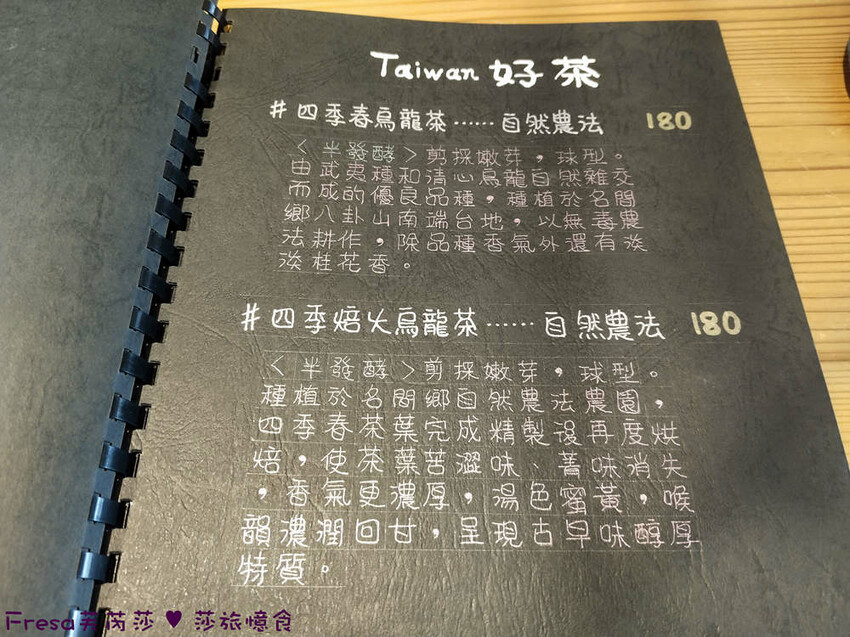 Taiwan 好茶
#四季春烏龍茶……自然農法 180
＜半發酵＞剪採嫩芽，球型。
由武夷種和清心烏龍自然雜交
而成的優良品種，種植於名間
鄉八卦山南端台地，以無毒農
法耕作，除品種香氣外還有淡
淡桂花香。
#四季焙火烏龍茶……自然農法 180
＜半發酵＞剪採嫩芽，球型。
種植於名間鄉自然農法農園，
四季春茶葉完成精製後再度烘
焙，使茶葉苦澀味、菁味消失
，香氣更濃厚，湯色蜜黃，喉
韻濃潤回甘，呈現古早味醇厚
特質。
Fresa芙芮莎 ♥ 莎旅憶食